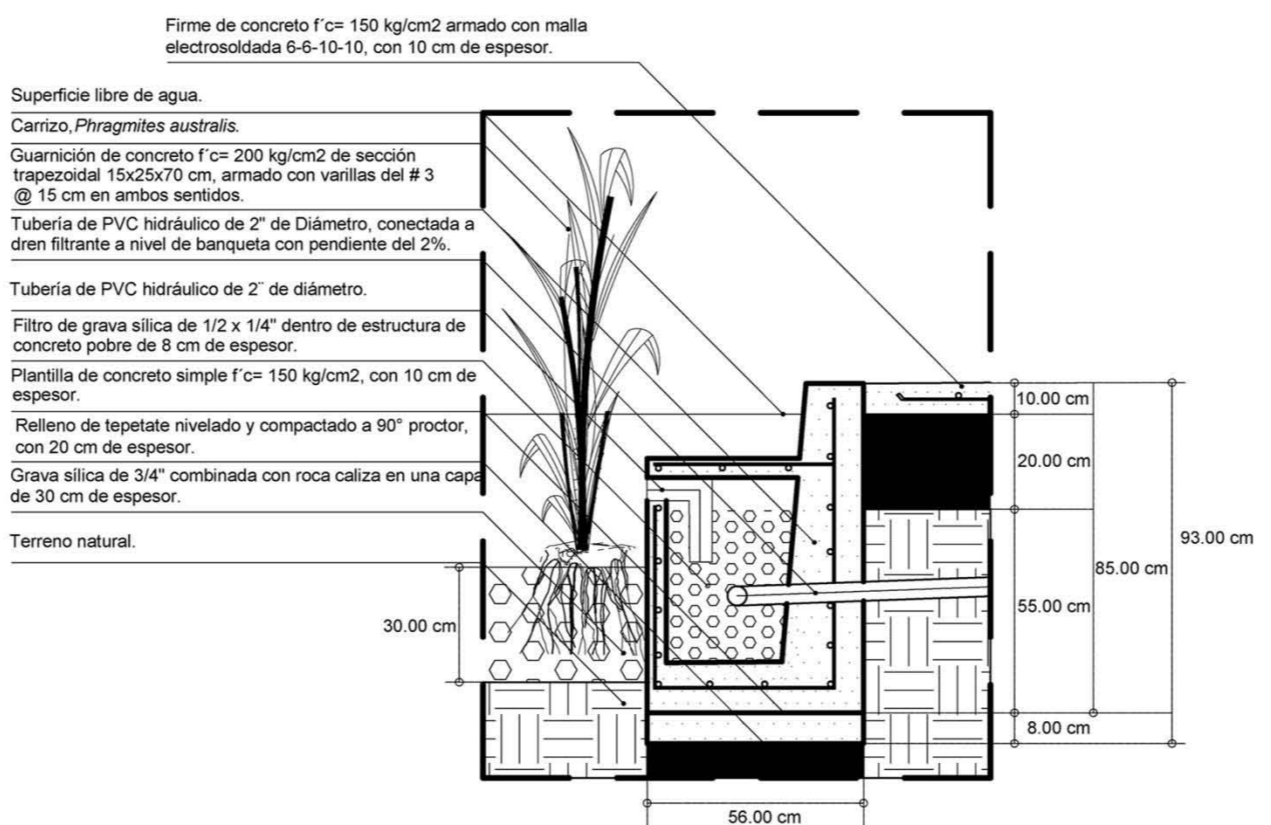 Firme de concreto f´c= 150 kg/cm2 armado con malla
electrosoldada 6-6-10-10, con 10 cm de espesor.
Superficie libre de agua.
Carrizo, Phragmites australis.
Guarnición de concreto f´c= 200 kg/cm2 de sección
trapezoidal 15x25x70 cm, armado con varillas del # 3
@ 15 cm en ambos sentidos.
Tubería de PVC hidráulico de 2" de Diámetro, conectada a
dren filtrante a nivel de banqueta con pendiente del 2%.
Tubería de PVC hidráulico de 2¨ de diámetro.
Filtro de grava sílica de 1/2 x 1/4" dentro de estructura de
concreto pobre de 8 cm de espesor.
Plantilla de concreto simple f´c= 150 kg/cm2, con 10 cm de
espesor.
Relleno de tepetate nivelado y compactado a 90° proctor,
con 20 cm de espesor.
Grava sílica de 3/4" combinada con roca caliza en una capa
de 30 cm de espesor.
Terreno natural.
10.00 cm
20.00 cm
93.00 cm
85.00 cm
55.00 cm
30.00 cm
8.00 cm
56.00 cm